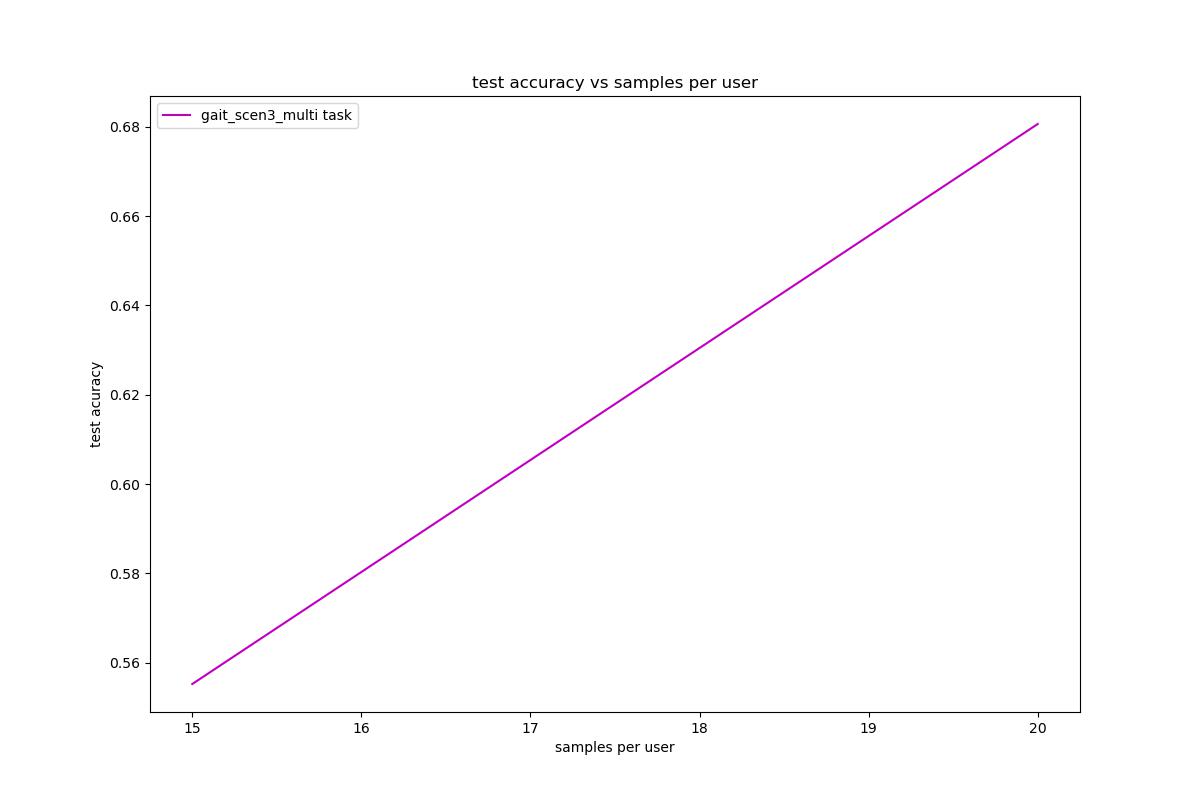 test accuracy vs samples per user
gait_scen3_multi task
0.68
0.66
0.64
0.62
0.60
0.58
0.56
test acuracy
15 16 17 18 19 20
samples per user